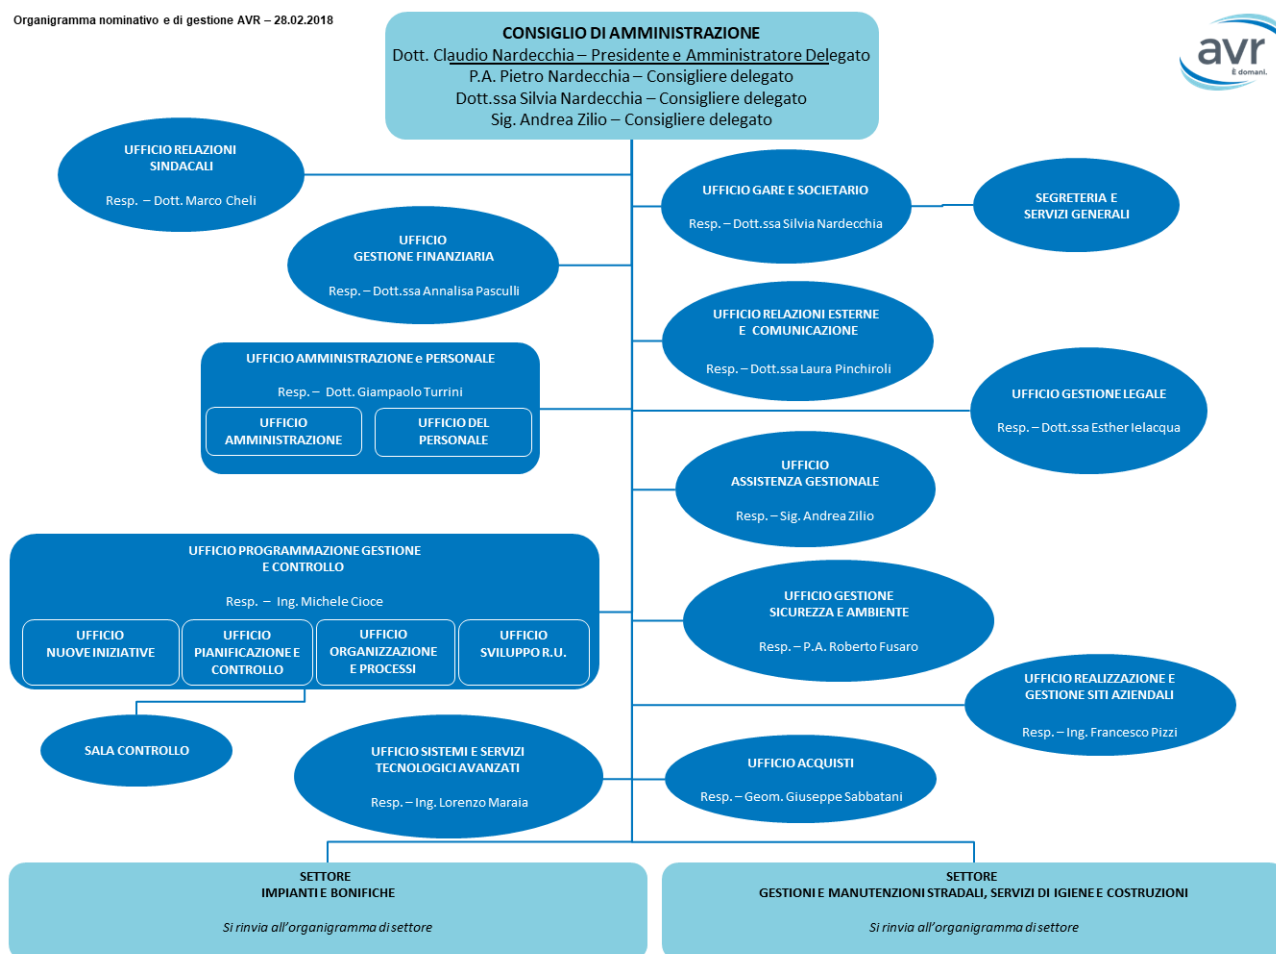 Organigramma nominativo e di gestione AVR – 28.02.2018
CONSIGLIO DI AMMINISTRAZIONE
Dott. Claudio Nardecchia – Presidente e Amministratore Delegato
P.A. Pietro Nardecchia – Consigliere delegato
Dott.ssa Silvia Nardecchia – Consigliere delegato
Sig. Andrea Zilio – Consigliere delegato
avr
È domani.
UFFICIO RELAZIONI
SINDACALI
Resp. – Dott. Marco Cheli
UFFICIO GARE E SOCIETARIO
Resp. – Dott.ssa Silvia Nardecchia
SEGRETERIA E
SERVIZI GENERALI
UFFICIO
GESTIONE FINANZIARIA
Resp. – Dott.ssa Annalisa Pasculli
UFFICIO RELAZIONI ESTERNE
E COMUNICAZIONE
Resp. – Dott.ssa Laura Pinchiroli
UFFICIO AMMINISTRAZIONE e PERSONALE
Resp. – Dott. Giampaolo Turrini
UFFICIO
AMMINISTRAZIONE
UFFICIO DEL
PERSONALE
UFFICIO GESTIONE LEGALE
Resp. – Dott.ssa Esther Ielacqua
UFFICIO
ASSISTENZA GESTIONALE
Resp. – Sig. Andrea Zilio
UFFICIO PROGRAMMAZIONE GESTIONE
E CONTROLLO
Resp. – Ing. Michele Cioce
UFFICIO
NUOVE INIZIATIVE
UFFICIO
PIANIFICAZIONE E
CONTROLLO
UFFICIO
ORGANIZZAZIONE
E PROCESSI
UFFICIO
SVILUPPO R.U.
UFFICIO GESTIONE
SICUREZZA E AMBIENTE
Resp. – P.A. Roberto Fusaro
UFFICIO REALIZZAZIONE E
GESTIONE SITI AZIENDALI
Resp. – Ing. Francesco Pizzi
SALA CONTROLLO
UFFICIO SISTEMI E SERVIZI
TECNOLOGICI AVANZATI
Resp. – Ing. Lorenzo Maraia
UFFICIO ACQUISTI
Resp. – Geom. Giuseppe Sabbatani
SETTORE
IMPIANTI E BONIFICHE
Si rinvia all'organigramma di settore
SETTORE
GESTIONI E MANUTENZIONI STRADALI, SERVIZI DI IGIENE E COSTRUZIONI
Si rinvia all'organigramma di settore